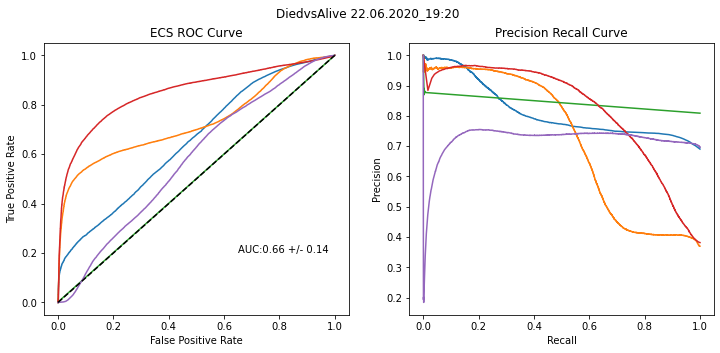 DiedvsAlive 22.06.2020_19:20
ECS ROC Curve
True Positive Rate
1.0
0.8
0.6
0.4
0.2
0.0
AUC:0.66 +/- 0.14
0.0 0.2 0.4 0.6 0.8 1.0
False Positive Rate
Precision Recall Curve
Precision
1.0
0.9
0.8
0.7
0.6
0.5
0.4
0.3
0.2
0.0 0.2 0.4 0.6 0.8 1.0
Recall